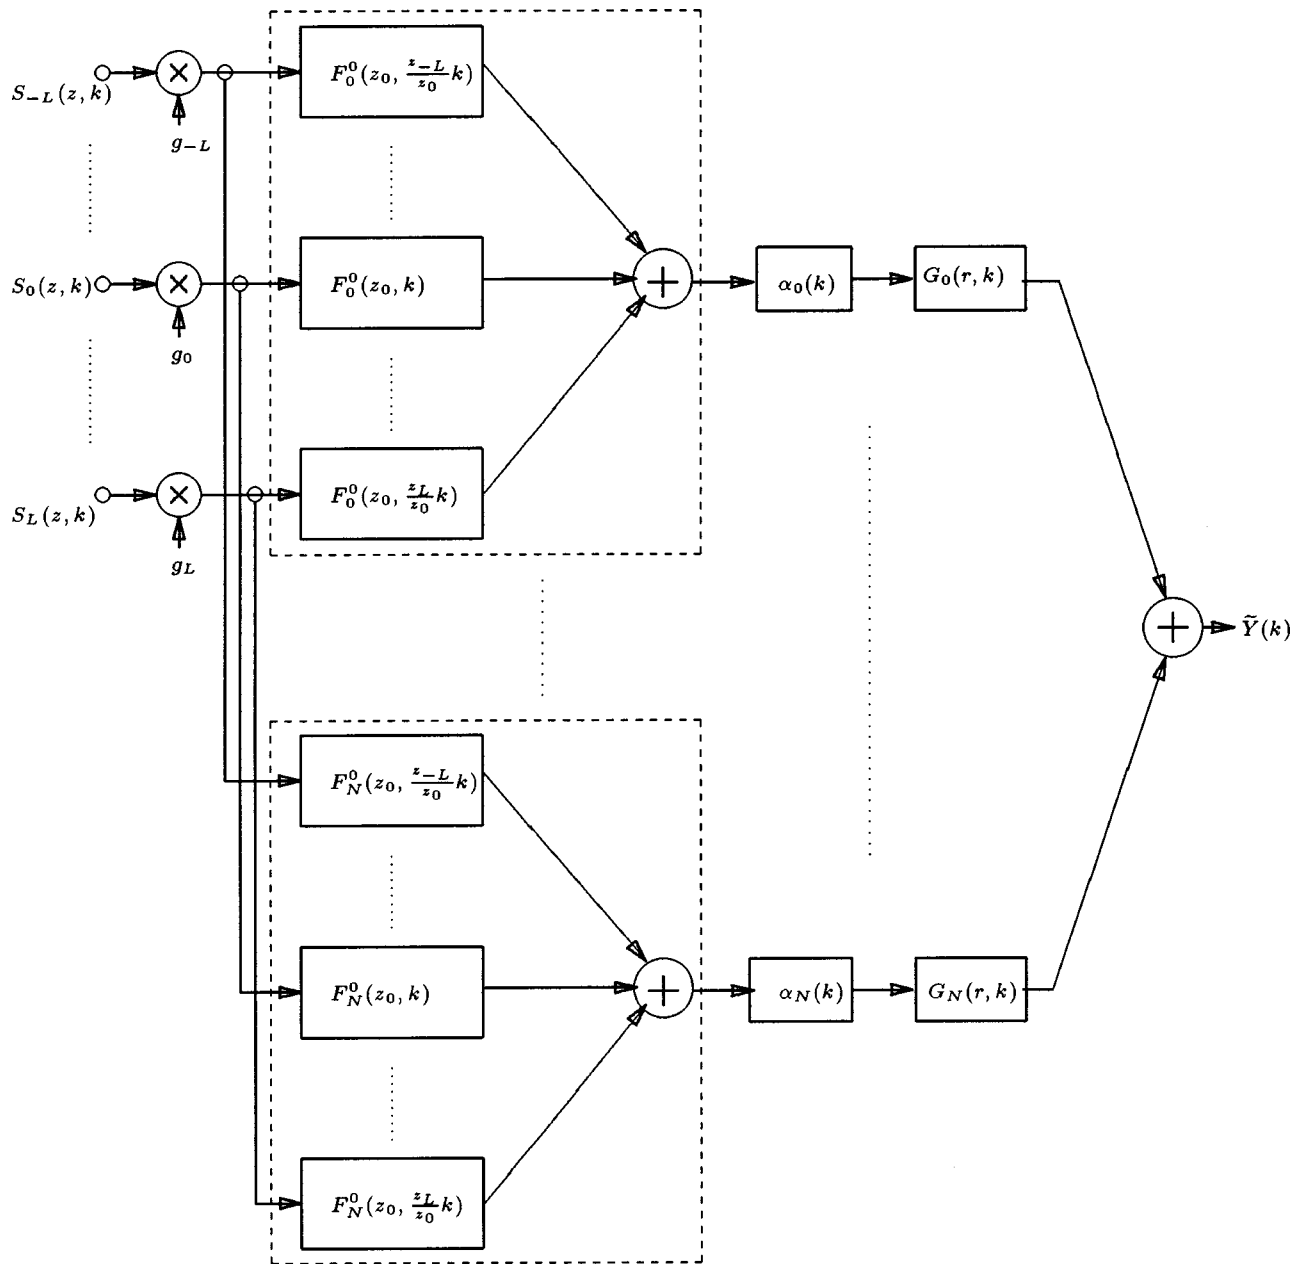 S_{-L}(z, k)
g_{-L}
F_0^0(z_0, \frac{z_{-L}}{z_0}k)
S_0(z, k)
g_0
F_0^0(z_0, k)
α_0(k)
G_0(r, k)
S_L(z, k)
g_L
F_0^0(z_0, \frac{z_L}{z_0}k)
\widetilde{Y}(k)
F_N^0(z_0, \frac{z_{-L}}{z_0}k)
F_N^0(z_0, k)
α_N(k)
G_N(r, k)
F_N^0(z_0, \frac{z_L}{z_0}k)